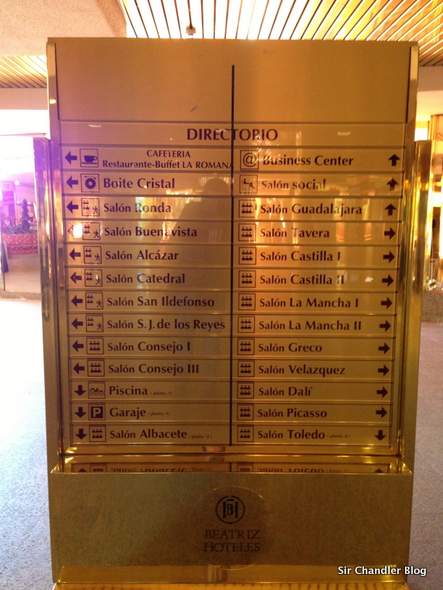 DIRECTORIO
CAFETERIA
Restaurante-Buffet LA ROMANA
Boite Cristal
Salón Ronda
Salón Buenavista
Salón Alcázar
Salón Catedral
Salón San Ildefonso
Salón S. J. de los Reyes
Salón Consejo I
Salón Consejo III
Piscina
Garaje
Salón Albacete
@ Business Center
Salón social
Salón Guadalajara
Salón Tavera
Salón Castilla I
Salón Castilla II
Salón La Mancha I
Salón La Mancha II
Salón Greco
Salón Velazquez
Salón Dalí
Salón Picasso
Salón Toledo
BEATRIZ
HOTELES
Sir Chandler Blog